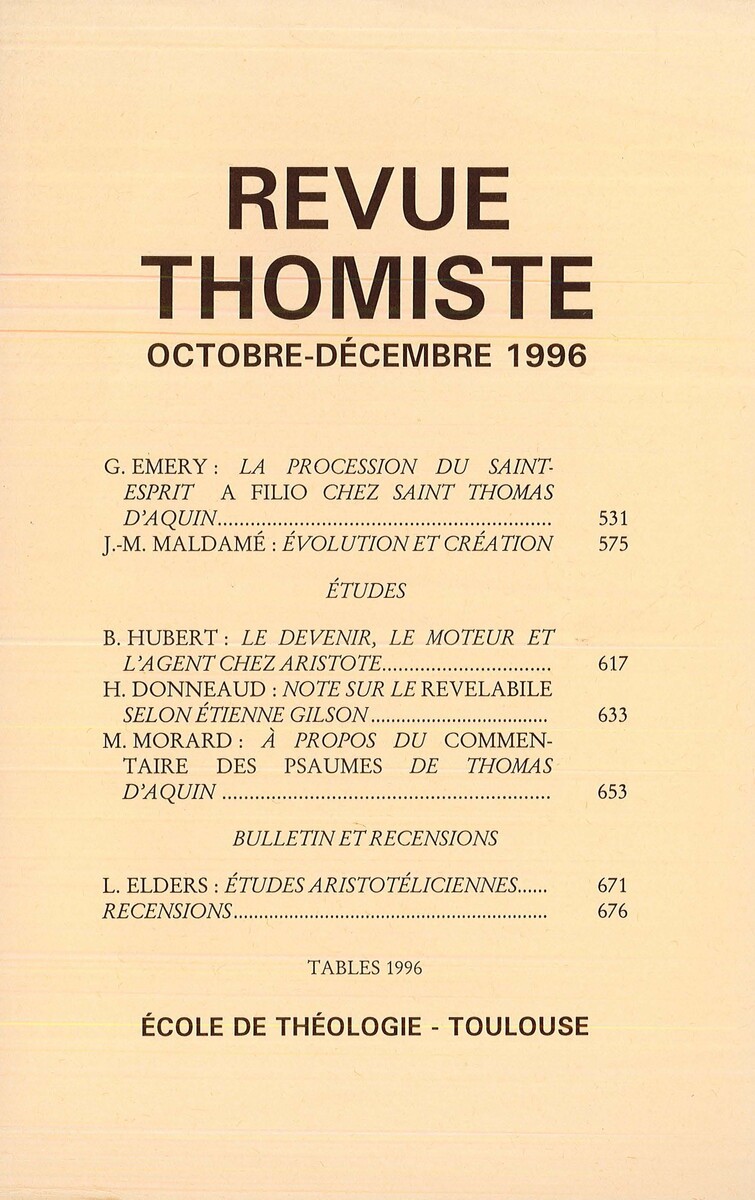 REVUE
THOMISTE
OCTOBRE-DÉCEMBRE 1996
G. EMERY : LA PROCESSION DU SAINT-
ESPRIT A FILIO CHEZ SAINT THOMAS
D'AQUIN................................................................ 531
J.-M. MALDAMÉ : ÉVOLUTION ET CRÉATION 575
ÉTUDES
B. HUBERT : LE DEVENIR, LE MOTEUR ET
L'AGENT CHEZ ARISTOTE................................ 617
H. DONNEAUD : NOTE SUR LE REVELABILE
SELON ÉTIENNE GILSON.................................. 633
M. MORARD : À PROPOS DU COMMEN-
TAIRE DES PSAUMES DE THOMAS
D'AQUIN ............................................................... 653
BULLETIN ET RECENSIONS
L. ELDERS : ÉTUDES ARISTOTÉLICIENNES...... 671
RECENSIONS............................................................ 676
TABLES 1996
ÉCOLE DE THÉOLOGIE - TOULOUSE